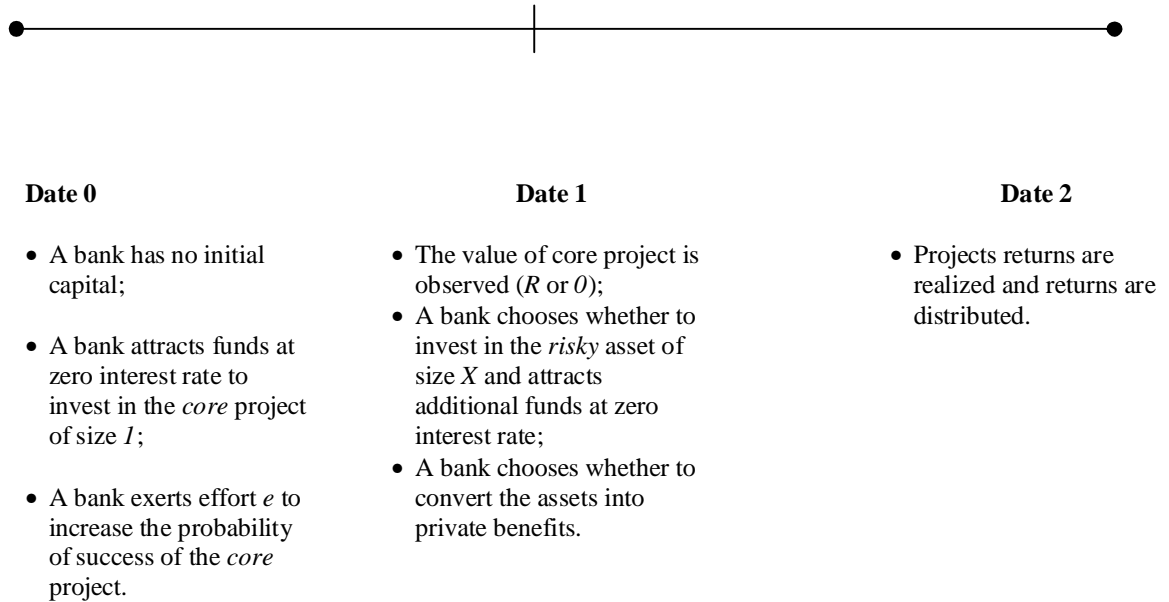 Date 0
• A bank has no initial
capital;
• A bank attracts funds at
zero interest rate to
invest in the core project
of size 1;
• A bank exerts effort e to
increase the probability
of success of the core
project.
Date 1
• The value of core project is
observed (R or 0);
• A bank chooses whether to
invest in the risky asset of
size X and attracts
additional funds at zero
interest rate;
• A bank chooses whether to
convert the assets into
private benefits.
Date 2
• Projects returns are
realized and returns are
distributed.